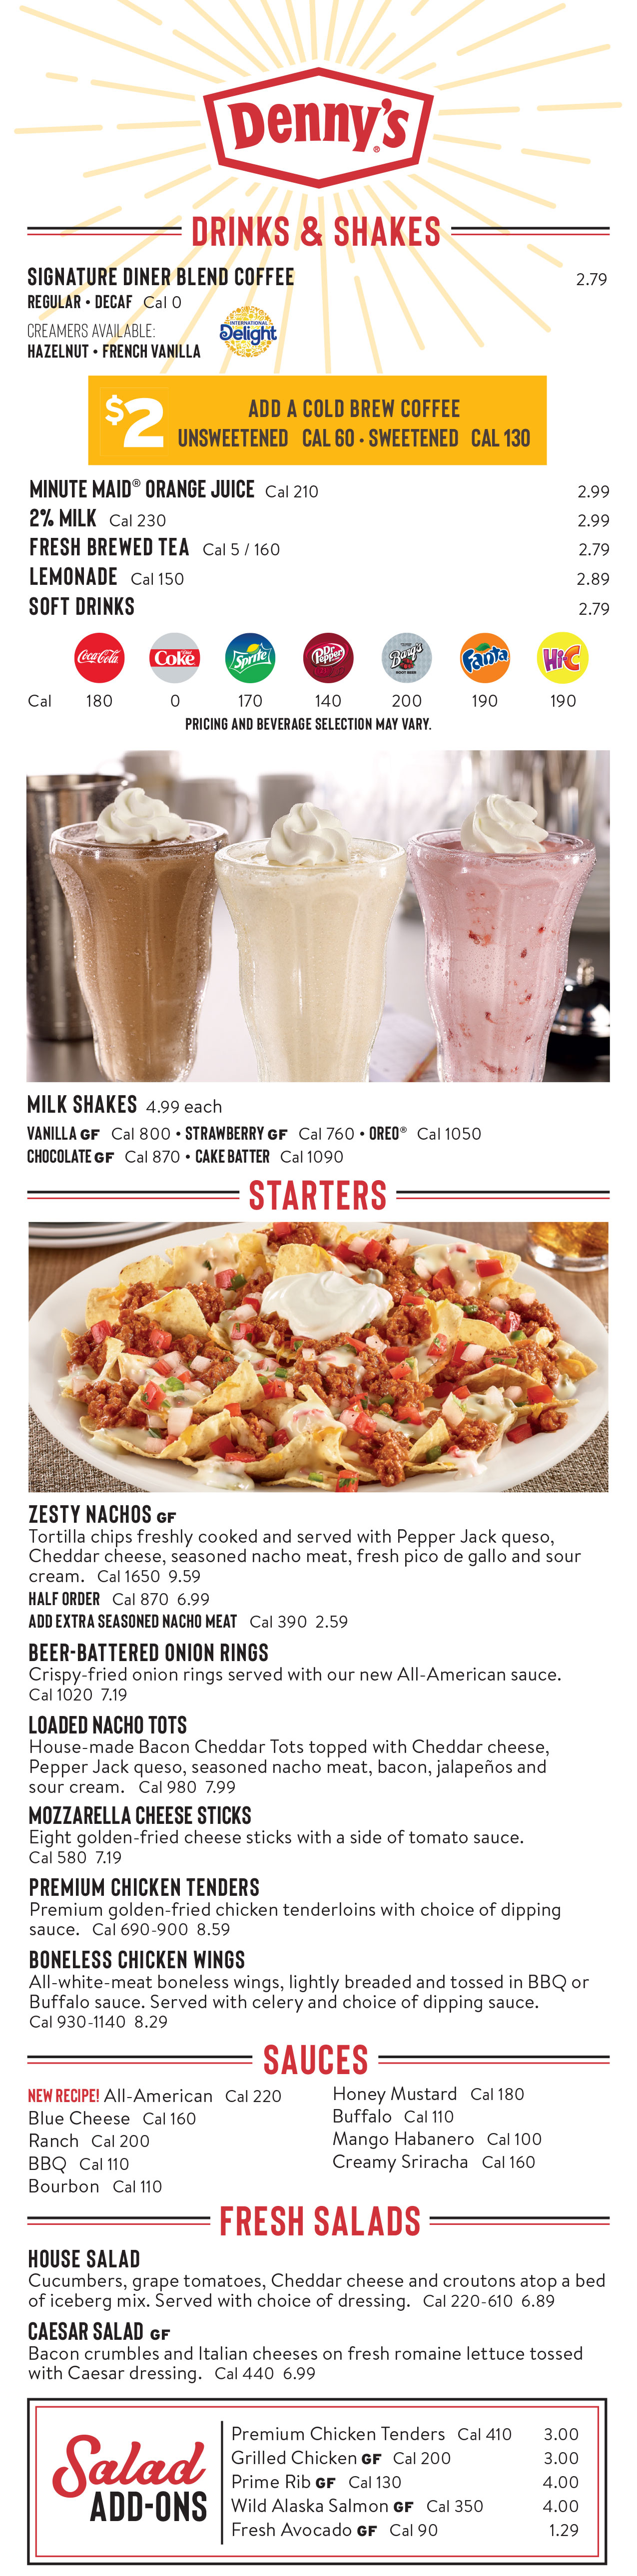 Denny's®
DRINKS & SHAKES
SIGNATURE DINER BLEND COFFEE 2.79
REGULAR • DECAF Cal 0
CREAMERS AVAILABLE:
HAZELNUT • FRENCH VANILLA
INTERNATIONAL
Delight
$2
ADD A COLD BREW COFFEE
UNSWEETENED CAL 60 • SWEETENED CAL 130
MINUTE MAID® ORANGE JUICE Cal 210 2.99
2% MILK Cal 230 2.99
FRESH BREWED TEA Cal 5 / 160 2.79
LEMONADE Cal 150 2.89
SOFT DRINKS 2.79
Coca-Cola Diet Coke Sprite Dr Pepper Barq's ROOT BEER Fanta Hi-C
Cal 180 0 170 140 200 190 190
PRICING AND BEVERAGE SELECTION MAY VARY.
MILK SHAKES 4.99 each
VANILLA GF Cal 800 • STRAWBERRY GF Cal 760 • OREO® Cal 1050
CHOCOLATE GF Cal 870 • CAKE BATTER Cal 1090
STARTERS
ZESTY NACHOS GF
Tortilla chips freshly cooked and served with Pepper Jack queso,
Cheddar cheese, seasoned nacho meat, fresh pico de gallo and sour
cream. Cal 1650 9.59
HALF ORDER Cal 870 6.99
ADD EXTRA SEASONED NACHO MEAT Cal 390 2.59
BEER-BATTERED ONION RINGS
Crispy-fried onion rings served with our new All-American sauce.
Cal 1020 7.19
LOADED NACHO TOTS
House-made Bacon Cheddar Tots topped with Cheddar cheese,
Pepper Jack queso, seasoned nacho meat, bacon, jalapeños and
sour cream. Cal 980 7.99
MOZZARELLA CHEESE STICKS
Eight golden-fried cheese sticks with a side of tomato sauce.
Cal 580 7.19
PREMIUM CHICKEN TENDERS
Premium golden-fried chicken tenderloins with choice of dipping
sauce. Cal 690-900 8.59
BONELESS CHICKEN WINGS
All-white-meat boneless wings, lightly breaded and tossed in BBQ or
Buffalo sauce. Served with celery and choice of dipping sauce.
Cal 930-1140 8.29
SAUCES
NEW RECIPE! All-American Cal 220
Blue Cheese Cal 160
Ranch Cal 200
BBQ Cal 110
Bourbon Cal 110
Honey Mustard Cal 180
Buffalo Cal 110
Mango Habanero Cal 100
Creamy Sriracha Cal 160
FRESH SALADS
HOUSE SALAD
Cucumbers, grape tomatoes, Cheddar cheese and croutons atop a bed
of iceberg mix. Served with choice of dressing. Cal 220-610 6.89
CAESAR SALAD GF
Bacon crumbles and Italian cheeses on fresh romaine lettuce tossed
with Caesar dressing. Cal 440 6.99
Salad
ADD-ONS
Premium Chicken Tenders Cal 410 3.00
Grilled Chicken GF Cal 200 3.00
Prime Rib GF Cal 130 4.00
Wild Alaska Salmon GF Cal 350 4.00
Fresh Avocado GF Cal 90 1.29